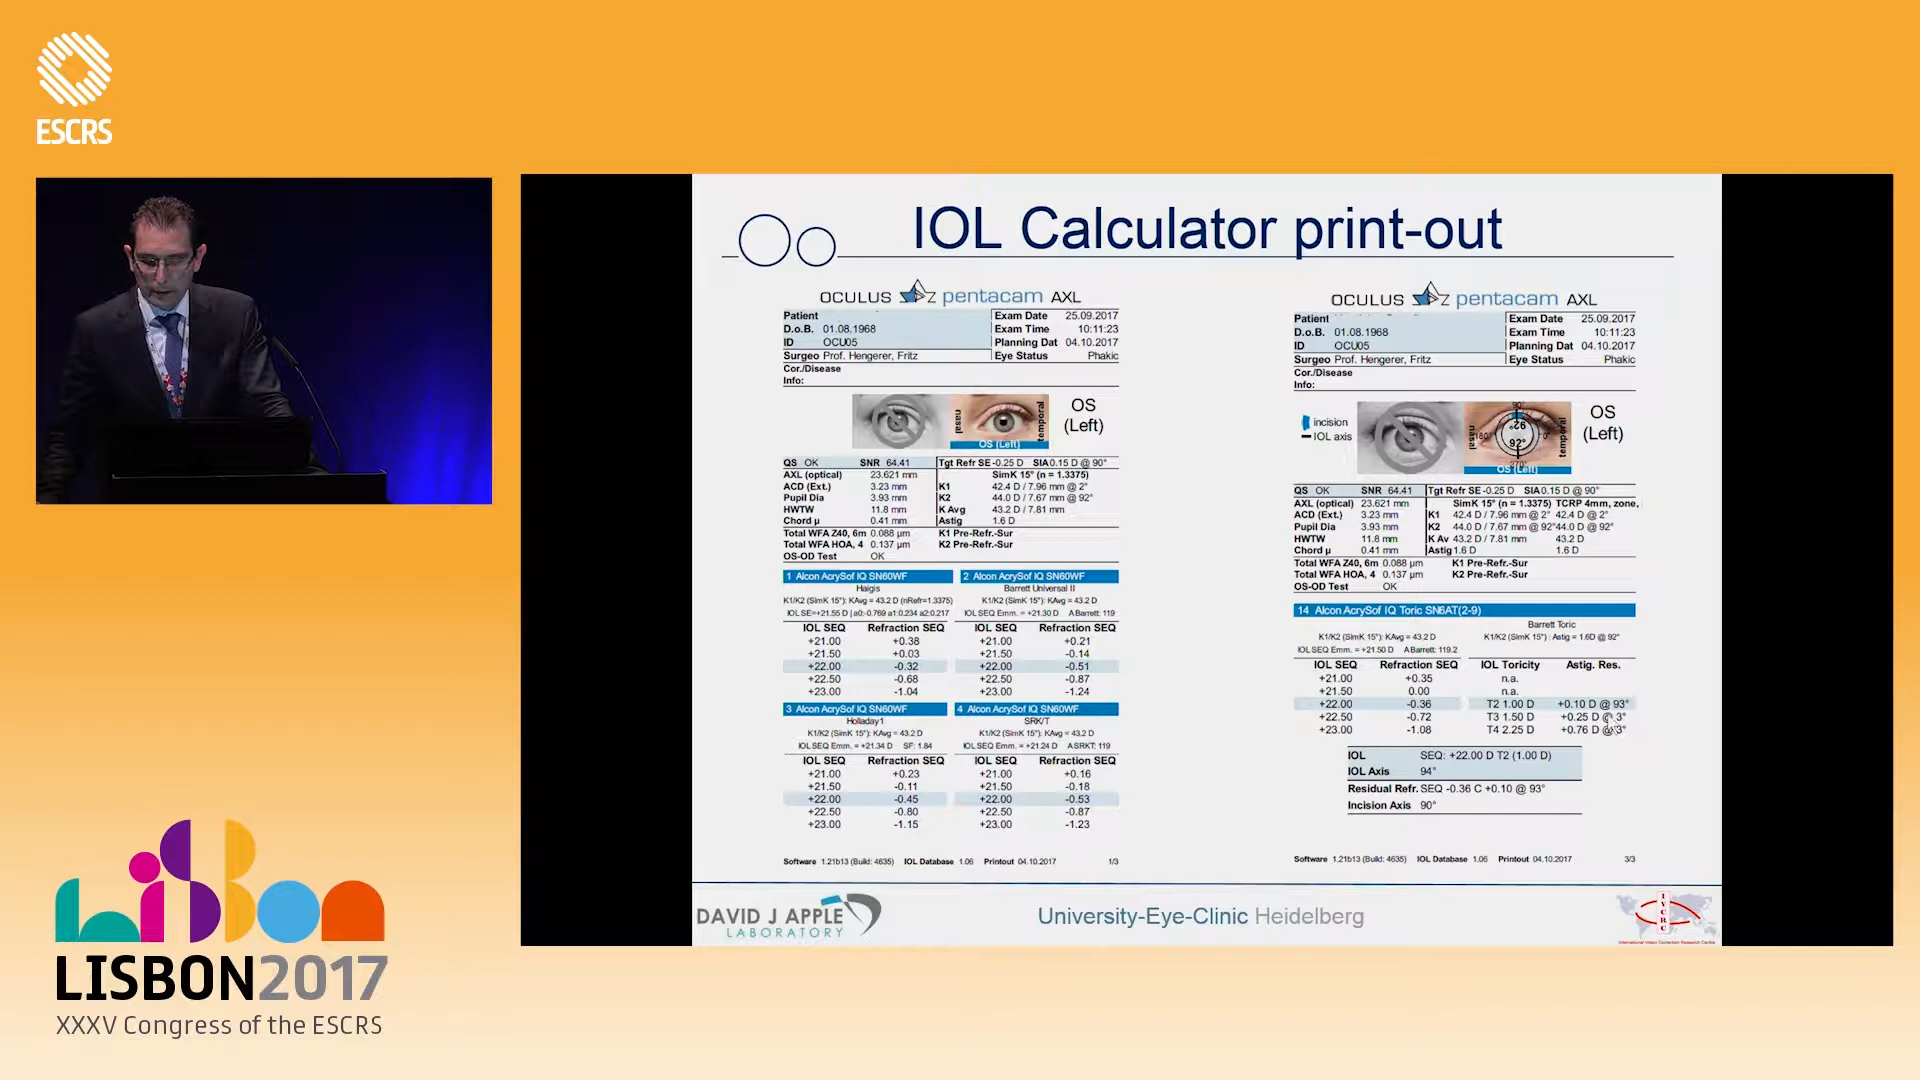 ESCRS
IOL Calculator print-out
OCULUS pentacam AXL
Patient Exam Date 25.09.2017
D.o.B. 01.08.1968 Exam Time 10:11:23
ID OCU05 Planning Dat 04.10.2017
Surgeo Prof. Hengerer, Fritz Eye Status Phakic
Cor./Disease
Info:
nasal temporal
OS (Left)
OS
(Left)
QS OK SNR 64.41 Tgt Refr SE -0.25 D SIA 0.15 D @ 90°
AXL (optical) 23.621 mm SimK 15° (n = 1.3375)
ACD (Ext.) 3.23 mm K1 42.4 D / 7.96 mm @ 2°
Pupil Dia 3.93 mm K2 44.0 D / 7.67 mm @ 92°
HWTW 11.8 mm K Avg 43.2 D / 7.81 mm
Chord µ 0.41 mm Astig 1.6 D
Total WFA Z40, 6m 0.088 µm K1 Pre-Refr.-Sur
Total WFA HOA, 4 0.137 µm K2 Pre-Refr.-Sur
OS-OD Test OK
1 Alcon AcrySof IQ SN60WF
Haigis
K1/K2 (SimK 15°): KAvg = 43.2 D (nRefr=1.3375)
IOL SE=+21.55 D | a0:-0.769 a1:0.234 a2:0.217
IOL SEQ Refraction SEQ
+21.00 +0.38
+21.50 +0.03
+22.00 -0.32
+22.50 -0.68
+23.00 -1.04
2 Alcon AcrySof IQ SN60WF
Barrett Universal II
K1/K2 (SimK 15°): KAvg = 43.2 D
IOL SEQ Emm. = +21.30 D A Barrett: 119
IOL SEQ Refraction SEQ
+21.00 +0.21
+21.50 -0.14
+22.00 -0.51
+22.50 -0.87
+23.00 -1.24
3 Alcon AcrySof IQ SN60WF
Holladay1
K1/K2 (SimK 15°): KAvg = 43.2 D
IOL SEQ Emm. = +21.34 D SF: 1.84
IOL SEQ Refraction SEQ
+21.00 +0.23
+21.50 -0.11
+22.00 -0.45
+22.50 -0.80
+23.00 -1.15
4 Alcon AcrySof IQ SN60WF
SRK/T
K1/K2 (SimK 15°): KAvg = 43.2 D
IOL SEQ Emm. = +21.24 D ASRKT: 119
IOL SEQ Refraction SEQ
+21.00 +0.16
+21.50 -0.18
+22.00 -0.53
+22.50 -0.87
+23.00 -1.23
Software 1.21b13 (Build: 4635) IOL Database 1.06 Printout 04.10.2017 1/3
OCULUS pentacam AXL
Patient Exam Date 25.09.2017
D.o.B. 01.08.1968 Exam Time 10:11:23
ID OCU05 Planning Dat 04.10.2017
Surgeo Prof. Hengerer, Fritz Eye Status Phakic
Cor./Disease
Info:
incision
IOL axis
nasal temporal
92°
OS (Left)
OS
(Left)
QS OK SNR 64.41 Tgt Refr SE -0.25 D SIA 0.15 D @ 90°
AXL (optical) 23.621 mm SimK 15° (n = 1.3375) TCRP 4mm, zone,
ACD (Ext.) 3.23 mm K1 42.4 D / 7.96 mm @ 2° 42.4 D @ 2°
Pupil Dia 3.93 mm K2 44.0 D / 7.67 mm @ 92° 44.0 D @ 92°
HWTW 11.8 mm K Av 43.2 D / 7.81 mm 43.2 D
Chord µ 0.41 mm Astig 1.6 D 1.6 D
Total WFA Z40, 6m 0.088 µm K1 Pre-Refr.-Sur
Total WFA HOA, 4 0.137 µm K2 Pre-Refr.-Sur
OS-OD Test OK
14 Alcon AcrySof IQ Toric SN6AT(2-9)
Barrett Toric
K1/K2 (SimK 15°): KAvg = 43.2 D K1/K2 (SimK 15°) : Astig = 1.6D @ 92°
IOL SEQ Emm. = +21.50 D A Barrett: 119.2
IOL SEQ Refraction SEQ IOL Toricity Astig. Res.
+21.00 +0.35 n.a.
+21.50 0.00 n.a.
+22.00 -0.36 T2 1.00 D +0.10 D @ 93°
+22.50 -0.72 T3 1.50 D +0.25 D @ 3°
+23.00 -1.08 T4 2.25 D +0.76 D @ 3°
IOL SEQ: +22.00 D T2 (1.00 D)
IOL Axis 94°
Residual Refr. SEQ -0.36 C +0.10 @ 93°
Incision Axis 90°
Software 1.21b13 (Build: 4635) IOL Database 1.06 Printout 04.10.2017 3/3
DAVID J APPLE
LABORATORY
University-Eye-Clinic Heidelberg
IVCRC
International Vision Correction Research Centre
LiSBon
LISBON2017
XXXV Congress of the ESCRS